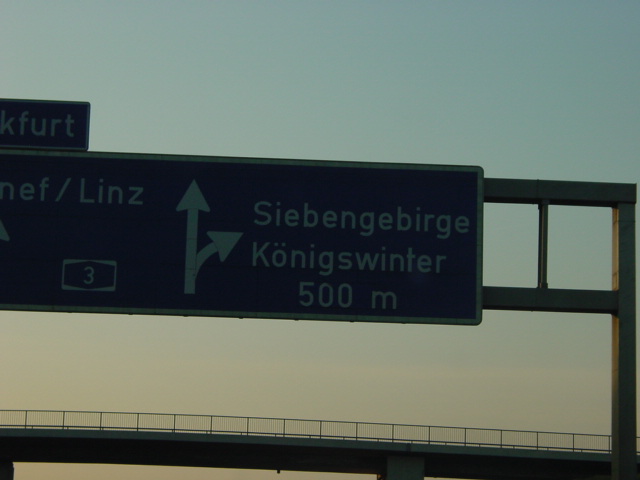 kfurt
nef / Linz
3
Siebengebirge
Königswinter
500 m